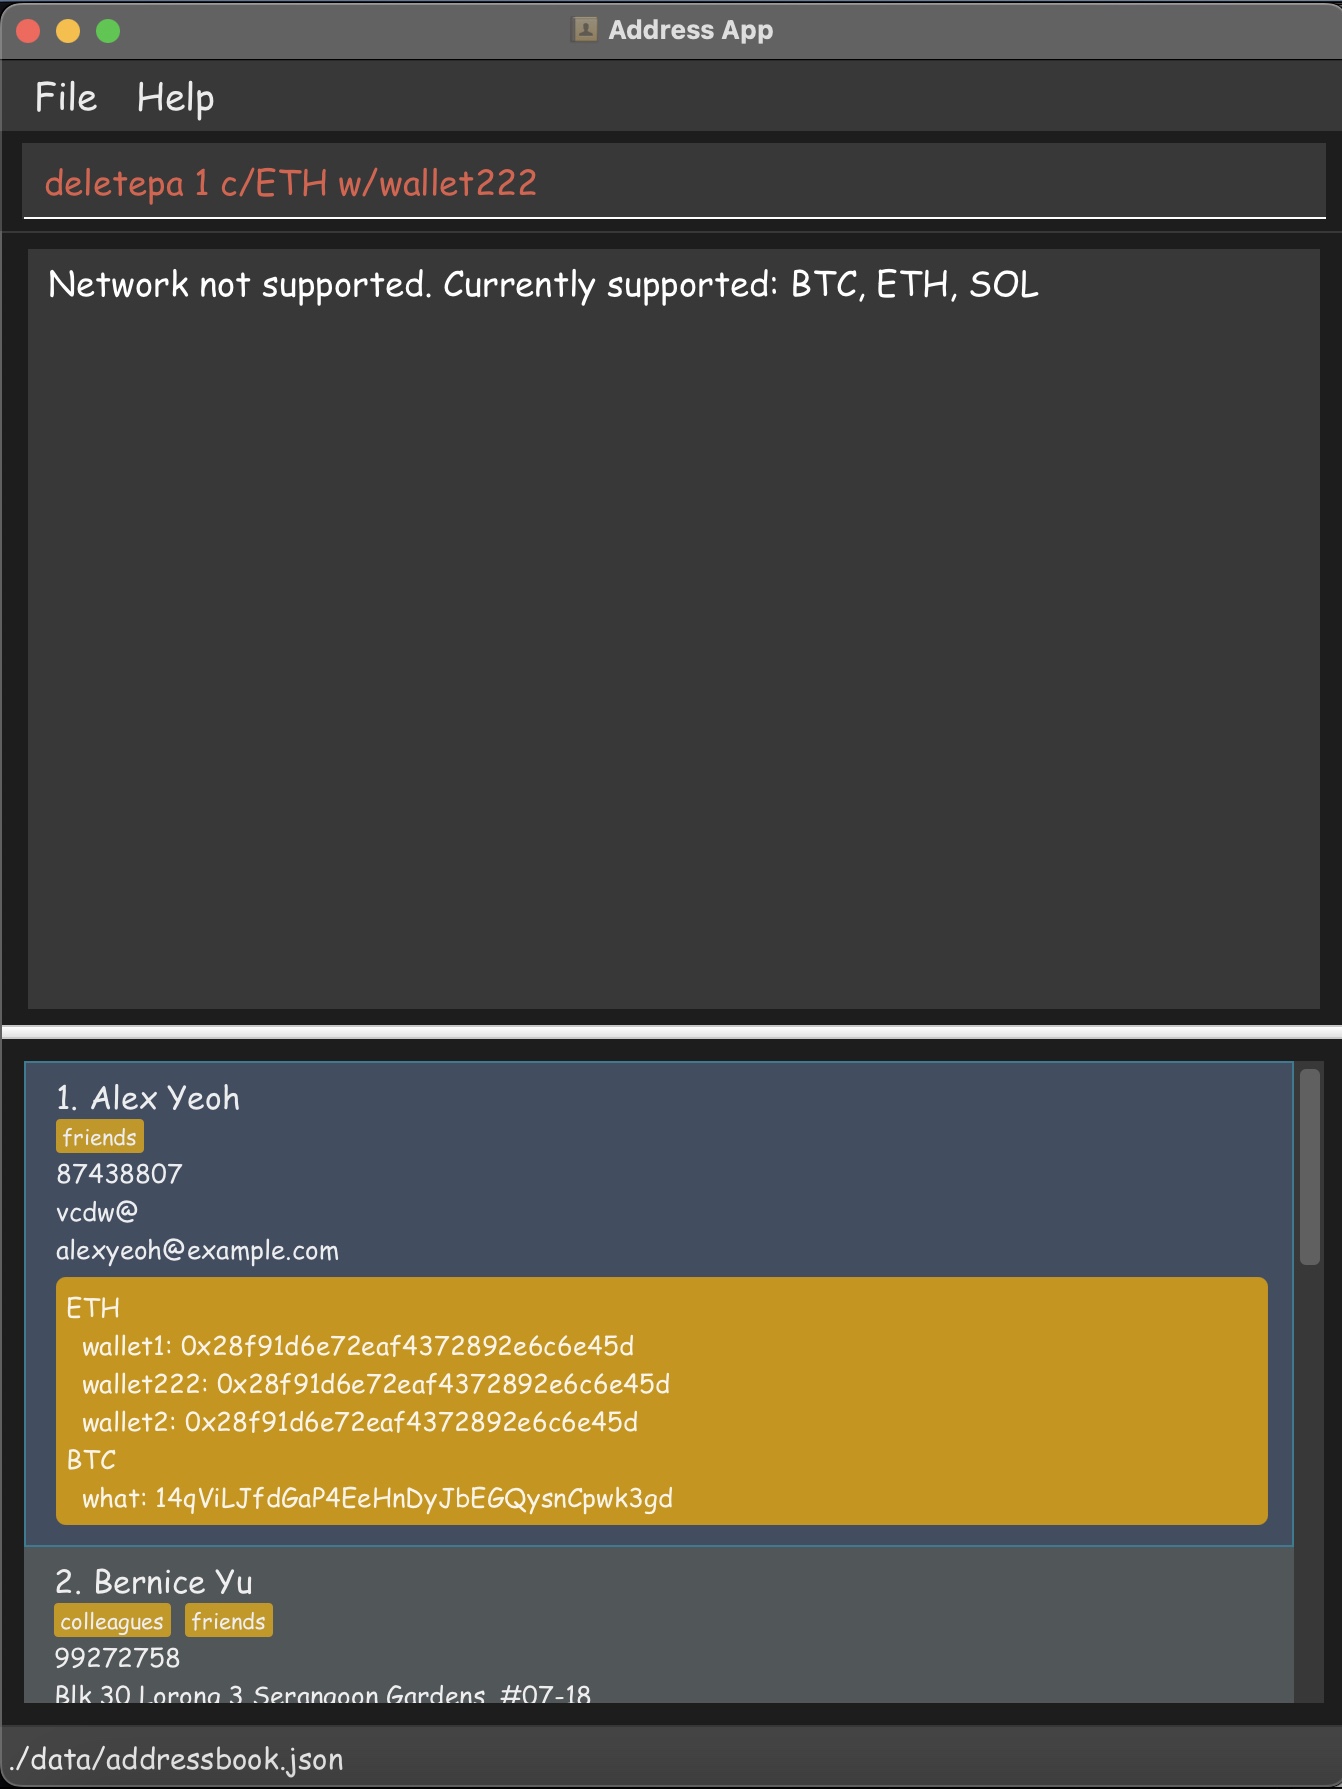 Address App
File Help
deletepa 1 c/ETH w/wallet222
Network not supported. Currently supported: BTC, ETH, SOL
1. Alex Yeoh
friends
87438807
vcdw@
alexyeoh@example.com
ETH
wallet1: 0x28f91d6e72eaf4372892e6c6e45d
wallet222: 0x28f91d6e72eaf4372892e6c6e45d
wallet2: 0x28f91d6e72eaf4372892e6c6e45d
BTC
what: 14qViLJfdGaP4EeHnDyJbEGQysnCpwk3gd
2. Bernice Yu
colleagues friends
99272758
Blk 30 Lorong 3 Serangoon Gardens, #07-18
./data/addressbook.json